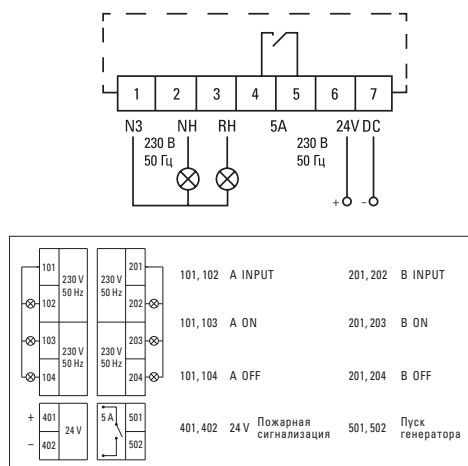 1 2 3 4 5 6 7
N3 NH RH 5A 24V DC
230 В 230 В
50 Гц 50 Гц
+ -
101 201
230 V 230 V
50 Hz 50 Hz
102 202
103 203
230 V 230 V
50 Hz 50 Hz
104 204
+ 401 5 A 501
24 V
- 402 502
101, 102 A INPUT 201, 202 B INPUT
101, 103 A ON 201, 203 B ON
101, 104 A OFF 201, 204 B OFF
401, 402 24 V Пожарная сигнализация 501, 502 Пуск генератора